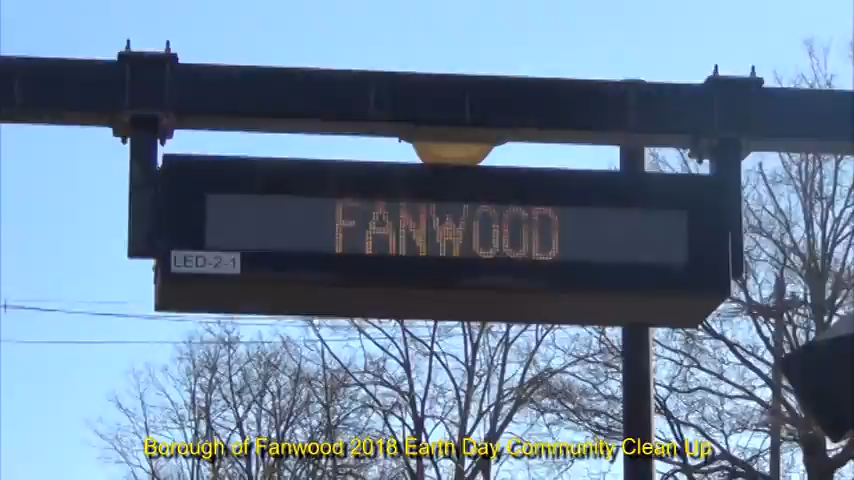 FANWOOD
LED-2-1
Borough of Fanwood 2018 Earth Day Community Clean Up